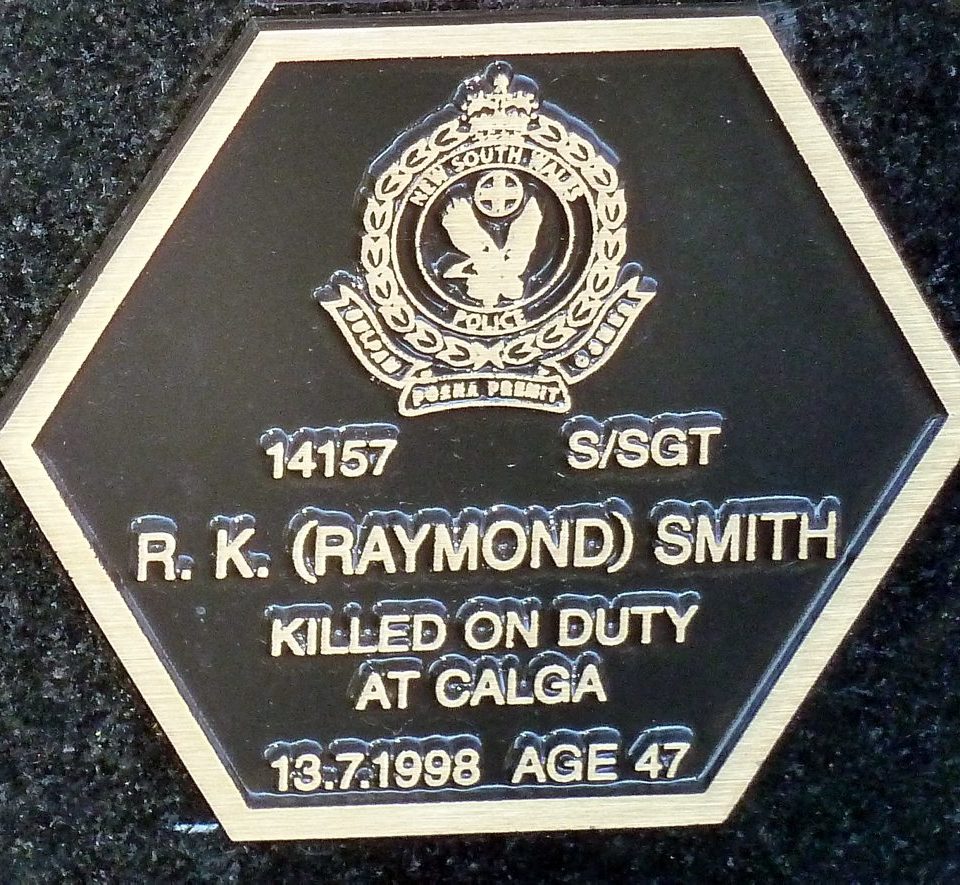 NEW SOUTH WALES
POLICE
CULPAM POENA PREMIT COMES
14157 S/SGT
R. K. (RAYMOND) SMITH
KILLED ON DUTY
AT CALGA
13.7.1998 AGE 47